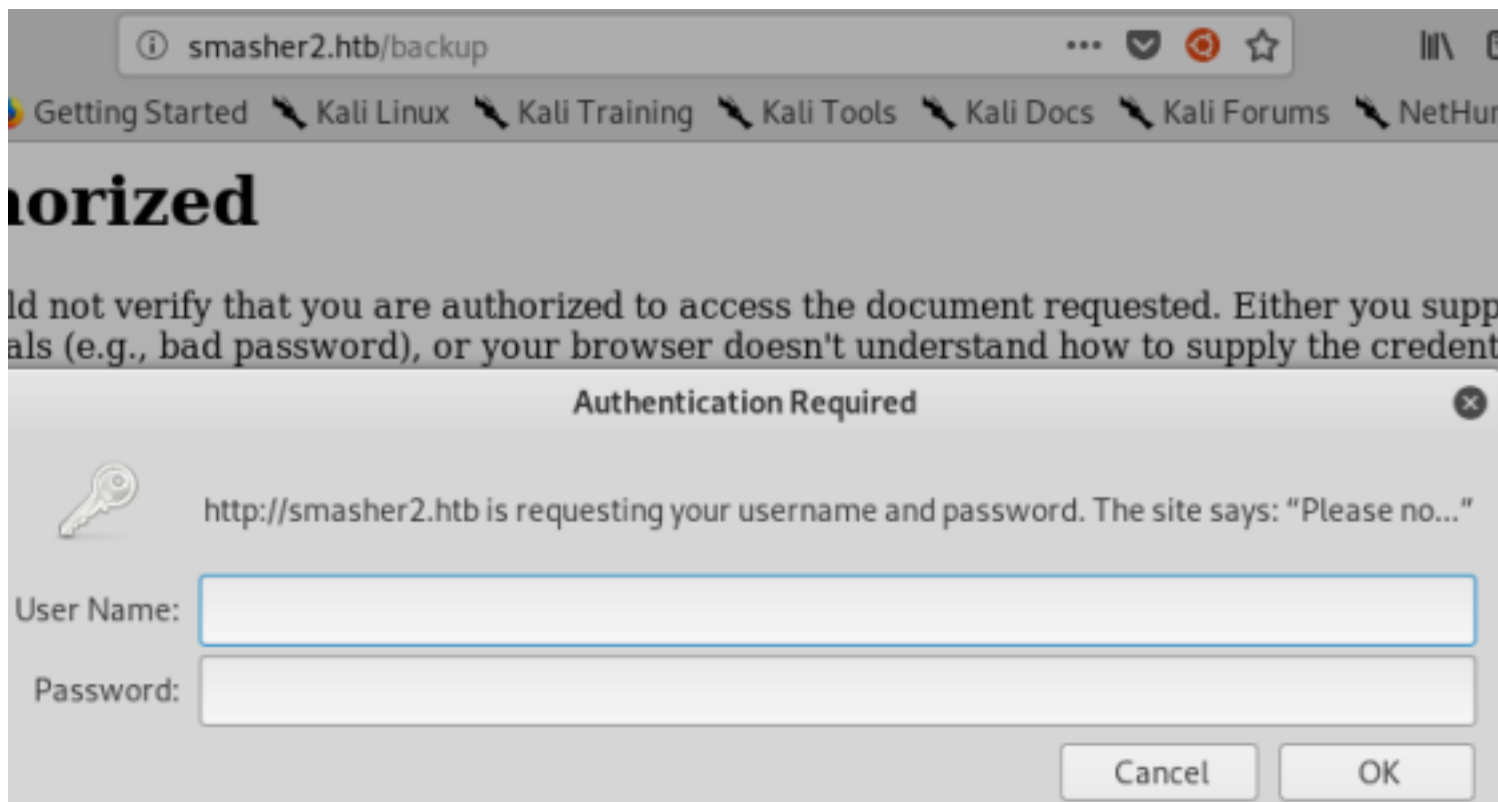 smasher2.htb/backup
Getting Started Kali Linux Kali Training Kali Tools Kali Docs Kali Forums NetHun
horized
ld not verify that you are authorized to access the document requested. Either you supp
als (e.g., bad password), or your browser doesn't understand how to supply the credent
Authentication Required
http://smasher2.htb is requesting your username and password. The site says: “Please no...”
User Name:
Password:
Cancel OK